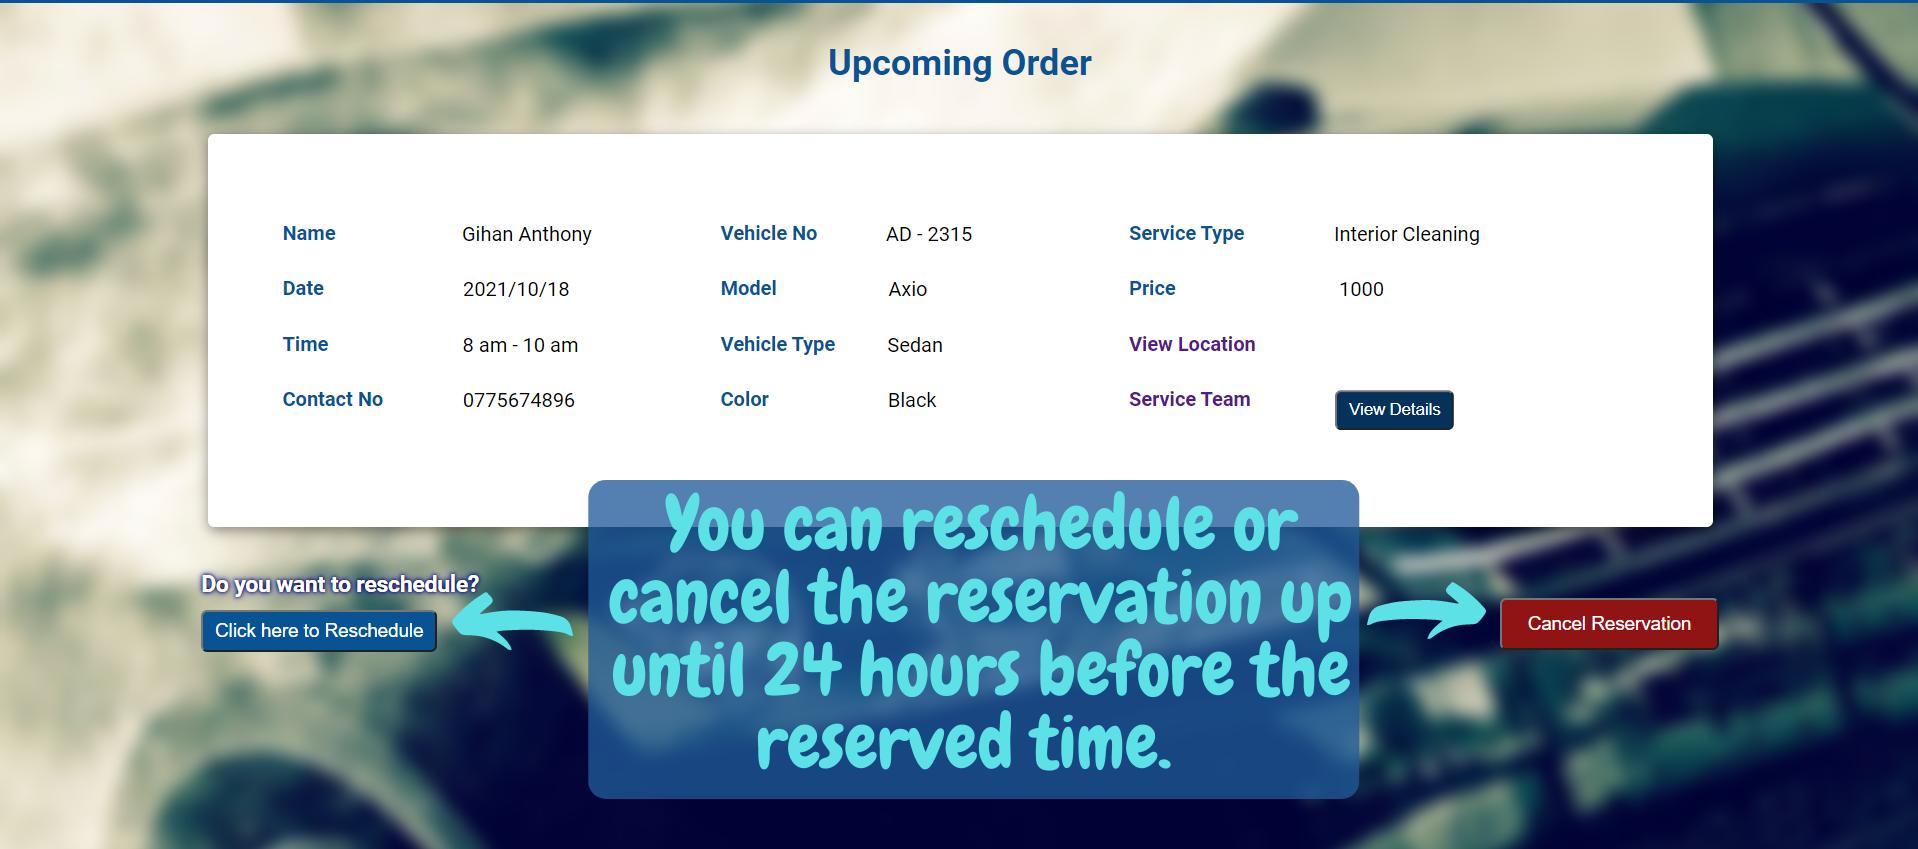 Upcoming Order
Name Gihan Anthony Vehicle No AD - 2315 Service Type Interior Cleaning
Date 2021/10/18 Model Axio Price 1000
Time 8 am - 10 am Vehicle Type Sedan View Location
Contact No 0775674896 Color Black Service Team View Details
You can reschedule or
cancel the reservation up
until 24 hours before the
reserved time.
Do you want to reschedule?
Click here to Reschedule
Cancel Reservation